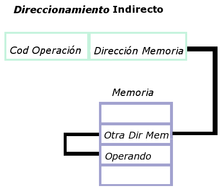 Direccionamiento Indirecto
Cod Operación Dirección Memoria
Memoria
Otra Dir Mem
Operando